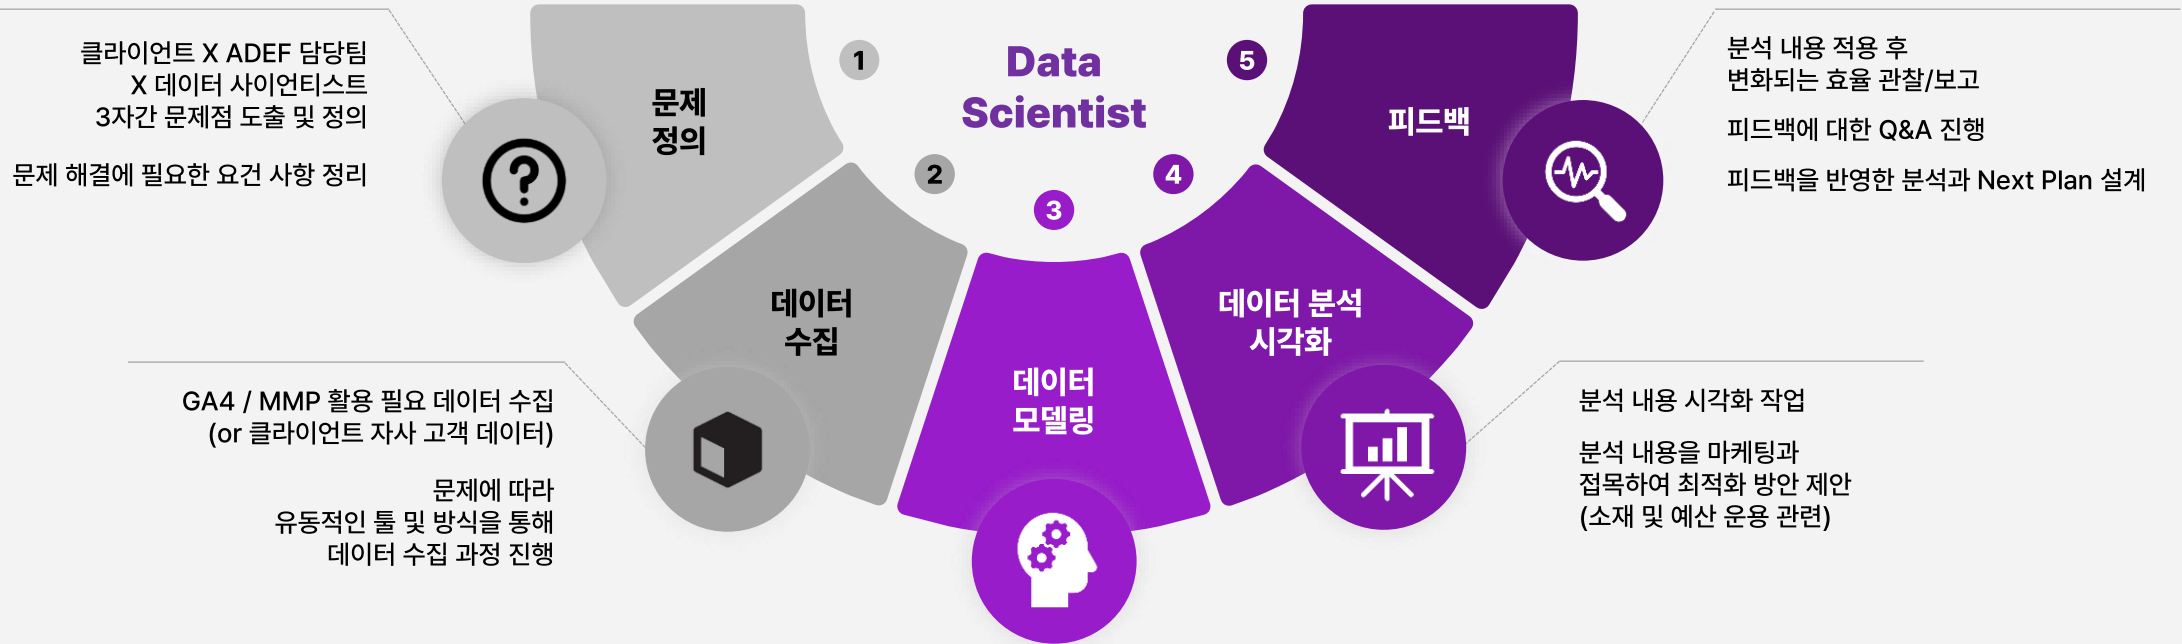 Data
Scientist
1
문제
정의
클라이언트 X ADEF 담당팀
X 데이터 사이언티스트
3자간 문제점 도출 및 정의
문제 해결에 필요한 요건 사항 정리
2
데이터
수집
GA4 / MMP 활용 필요 데이터 수집
(or 클라이언트 자사 고객 데이터)
문제에 따라
유동적인 툴 및 방식을 통해
데이터 수집 과정 진행
3
데이터
모델링
4
데이터 분석
시각화
분석 내용 시각화 작업
분석 내용을 마케팅과
접목하여 최적화 방안 제안
(소재 및 예산 운용 관련)
5
피드백
분석 내용 적용 후
변화되는 효율 관찰/보고
피드백에 대한 Q&A 진행
피드백을 반영한 분석과 Next Plan 설계